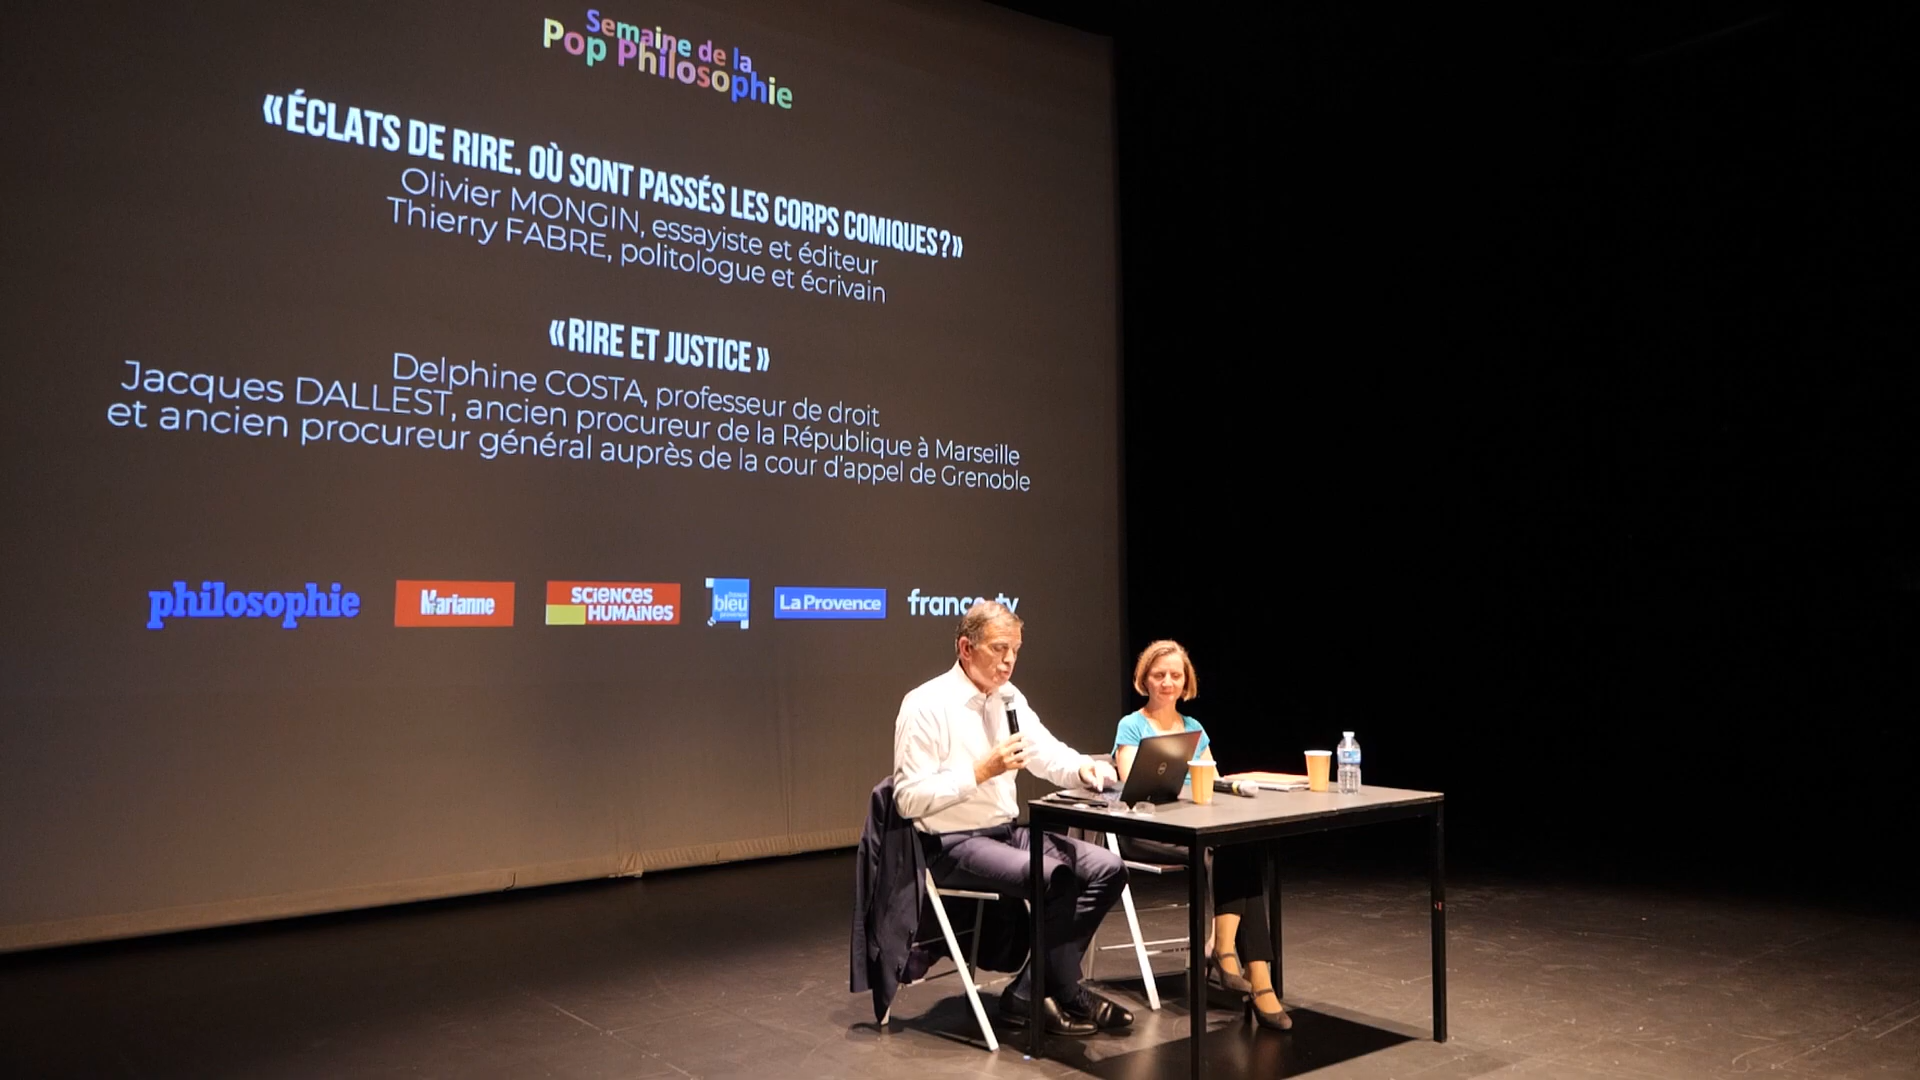 Semaine de la
Pop Philosophie
«ÉCLATS DE RIRE. OÙ SONT PASSÉS LES CORPS COMIQUES?»
Olivier MONGIN, essayiste et éditeur
Thierry FABRE, politologue et écrivain
«RIRE ET JUSTICE»
Delphine COSTA, professeur de droit
Jacques DALLEST, ancien procureur de la République à Marseille
et ancien procureur général auprès de la cour d'appel de Grenoble
philosophie
Marianne
SCIENCES
HUMAINES
bleu
La Provence
france.tv